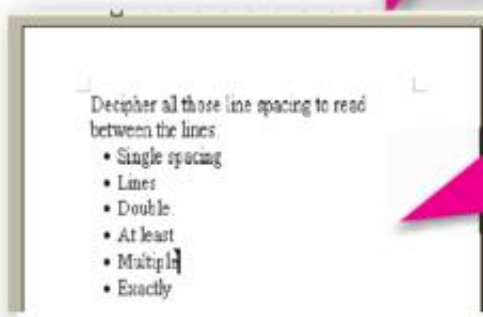 Decipher all those line spacing to read
between the lines
• Single spacing
• Lines
• Double
• At least
• Multiple
• Exactly